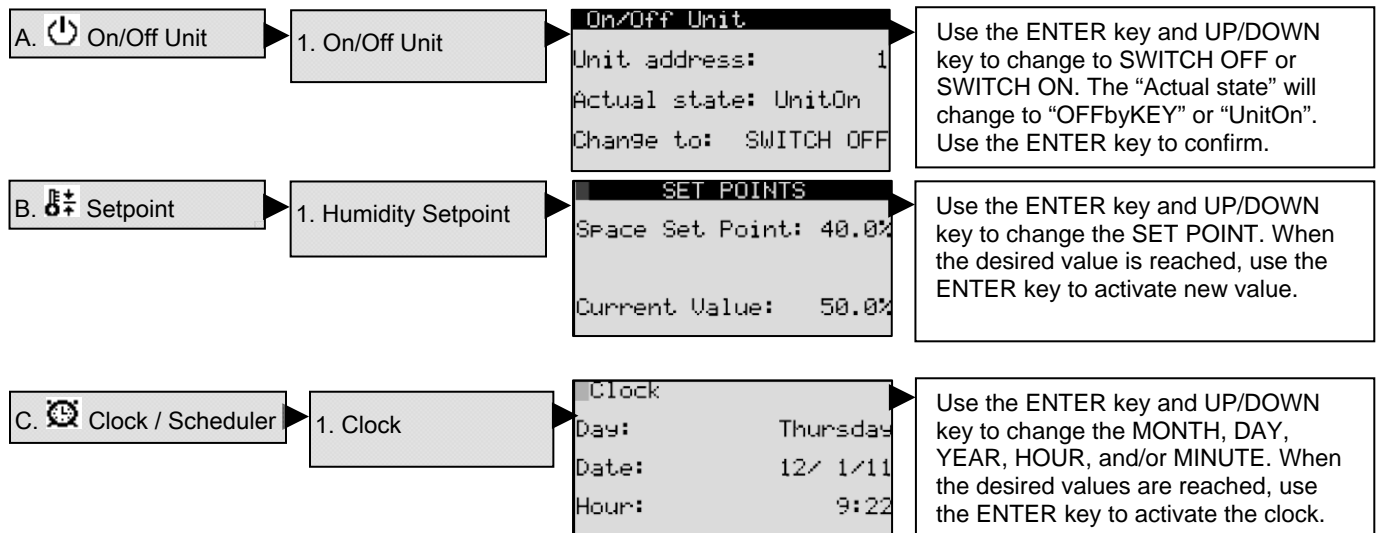 A. On/Off Unit
1. On/Off Unit
On/Off Unit
Unit address: 1
Actual state: UnitOn
Change to: SWITCH OFF
Use the ENTER key and UP/DOWN
key to change to SWITCH OFF or
SWITCH ON. The “Actual state” will
change to “OFFbyKEY” or “UnitOn”.
Use the ENTER key to confirm.
B. Setpoint
1. Humidity Setpoint
SET POINTS
Space Set Point: 40.0%
Current Value: 50.0%
Use the ENTER key and UP/DOWN
key to change the SET POINT. When
the desired value is reached, use the
ENTER key to activate new value.
C. Clock / Scheduler
1. Clock
Clock
Day: Thursday
Date: 12/ 1/11
Hour: 9:22
Use the ENTER key and UP/DOWN
key to change the MONTH, DAY,
YEAR, HOUR, and/or MINUTE. When
the desired values are reached, use
the ENTER key to activate the clock.